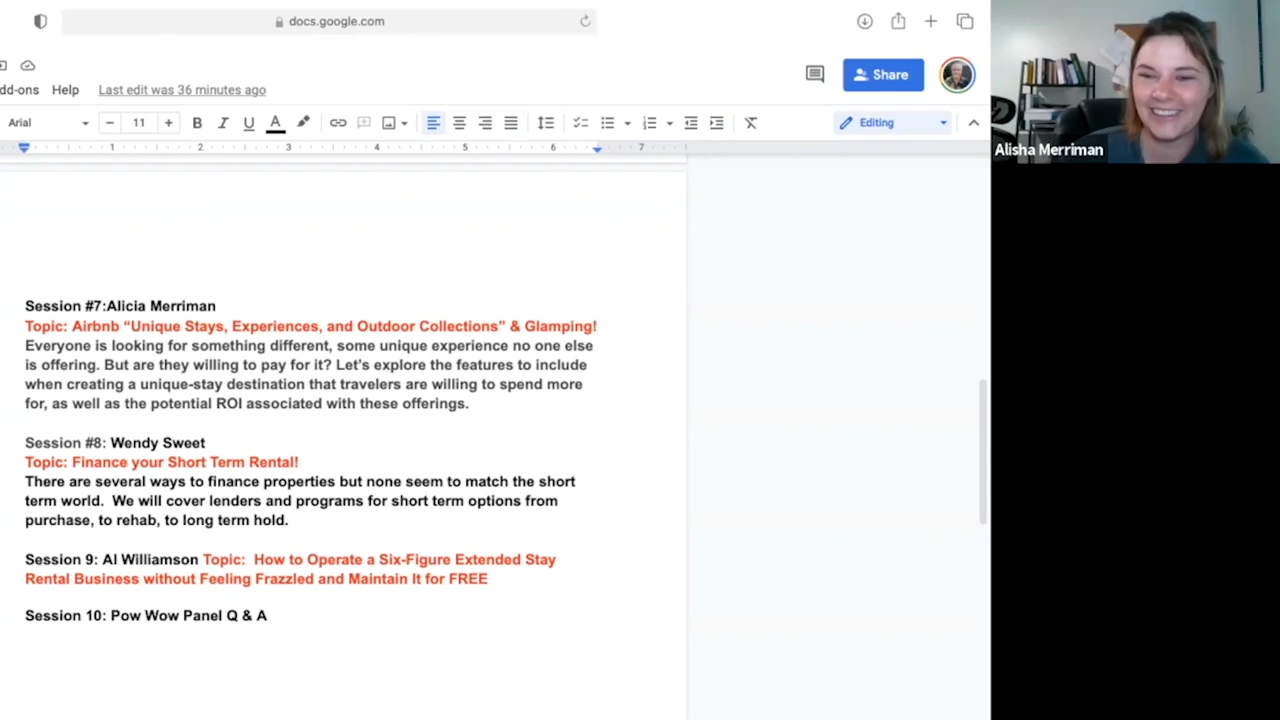 docs.google.com
Share
dd-ons Help Last edit was 36 minutes ago
Arial 11 B I U A Editing
1 2 3 4 5 6 7
Alisha Merriman
Session #7:Alicia Merriman
Topic: Airbnb “Unique Stays, Experiences, and Outdoor Collections” & Glamping!
Everyone is looking for something different, some unique experience no one else
is offering. But are they willing to pay for it? Let’s explore the features to include
when creating a unique-stay destination that travelers are willing to spend more
for, as well as the potential ROI associated with these offerings.
Session #8: Wendy Sweet
Topic: Finance your Short Term Rental!
There are several ways to finance properties but none seem to match the short
term world.  We will cover lenders and programs for short term options from
purchase, to rehab, to long term hold.
Session 9: Al Williamson Topic:  How to Operate a Six-Figure Extended Stay
Rental Business without Feeling Frazzled and Maintain It for FREE
Session 10: Pow Wow Panel Q & A